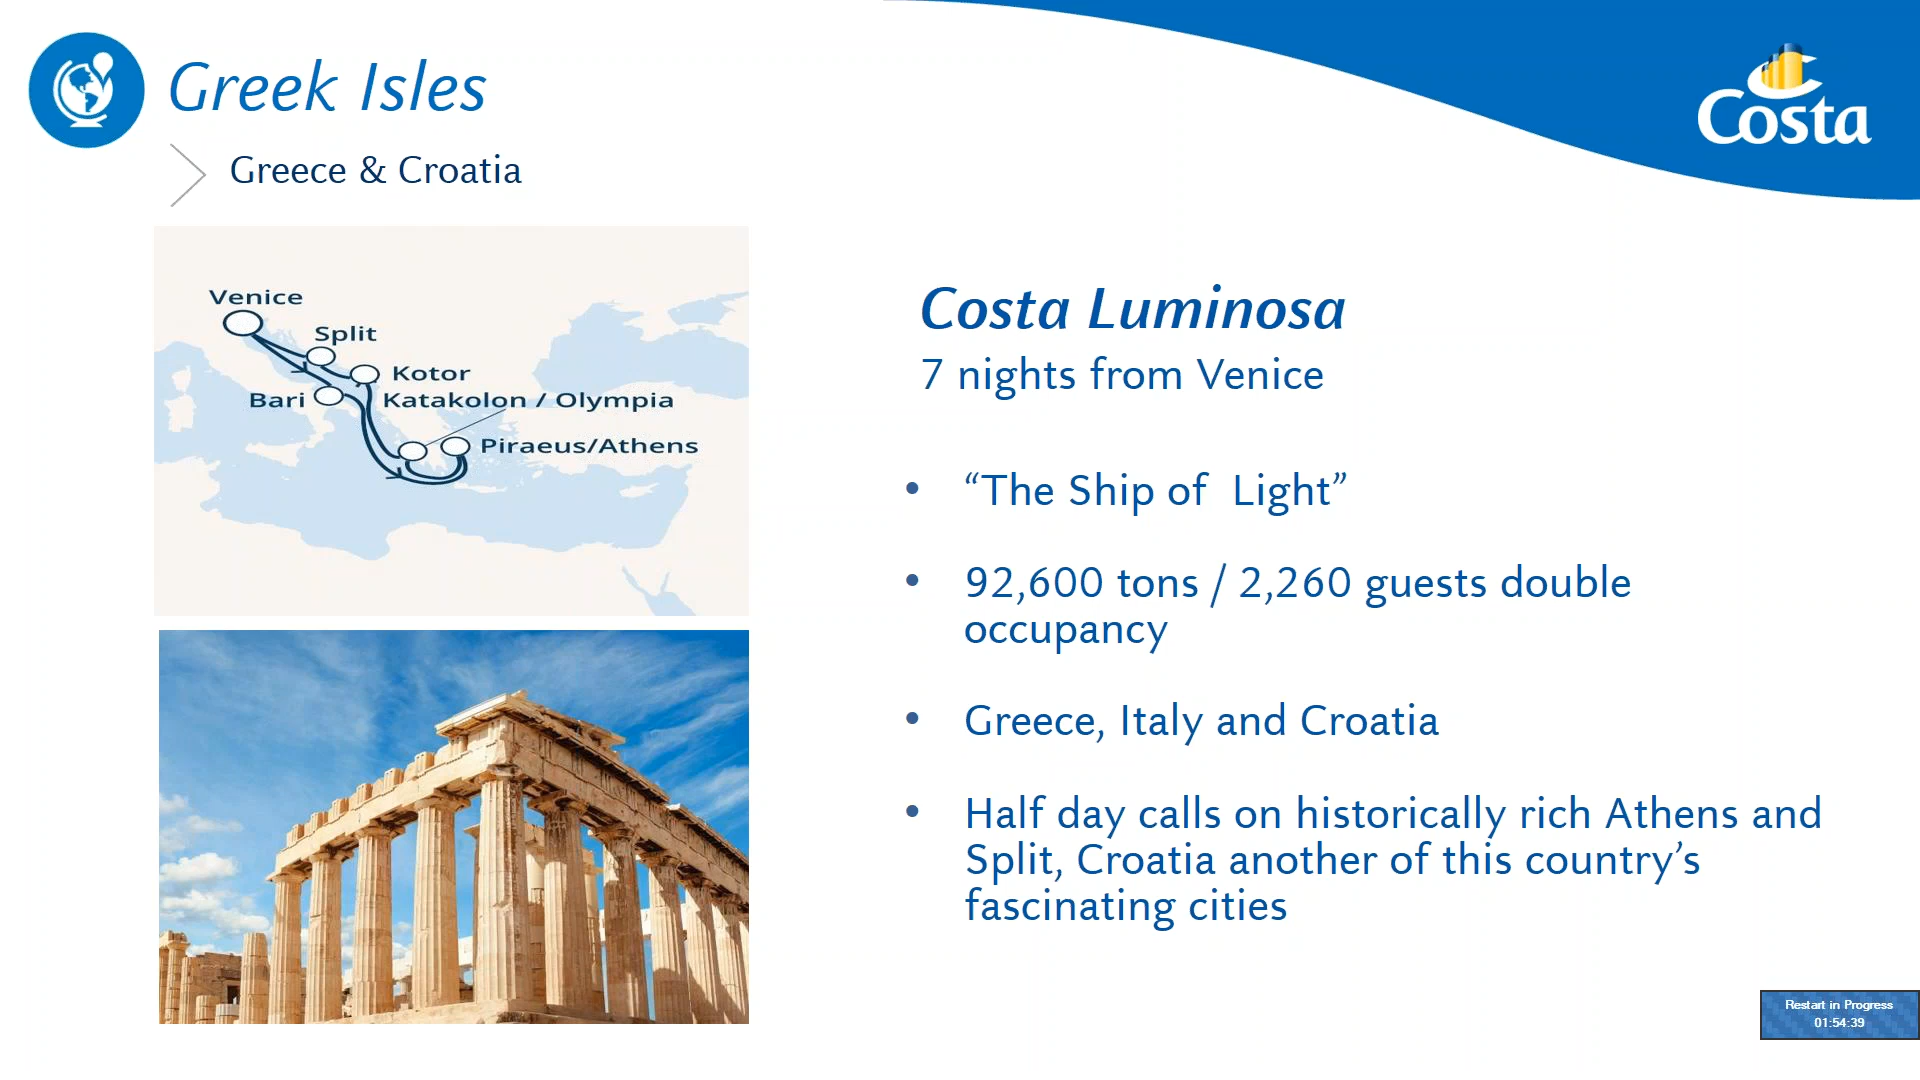 Greek Isles
Costa
Greece & Croatia
Venice
Split
Kotor
Bari
Katakolon / Olympia
Piraeus/Athens
Costa Luminosa
7 nights from Venice
• “The Ship of  Light”
• 92,600 tons / 2,260 guests double
occupancy
• Greece, Italy and Croatia
• Half day calls on historically rich Athens and
Split, Croatia another of this country’s
fascinating cities
Restart in Progress
01:54:39